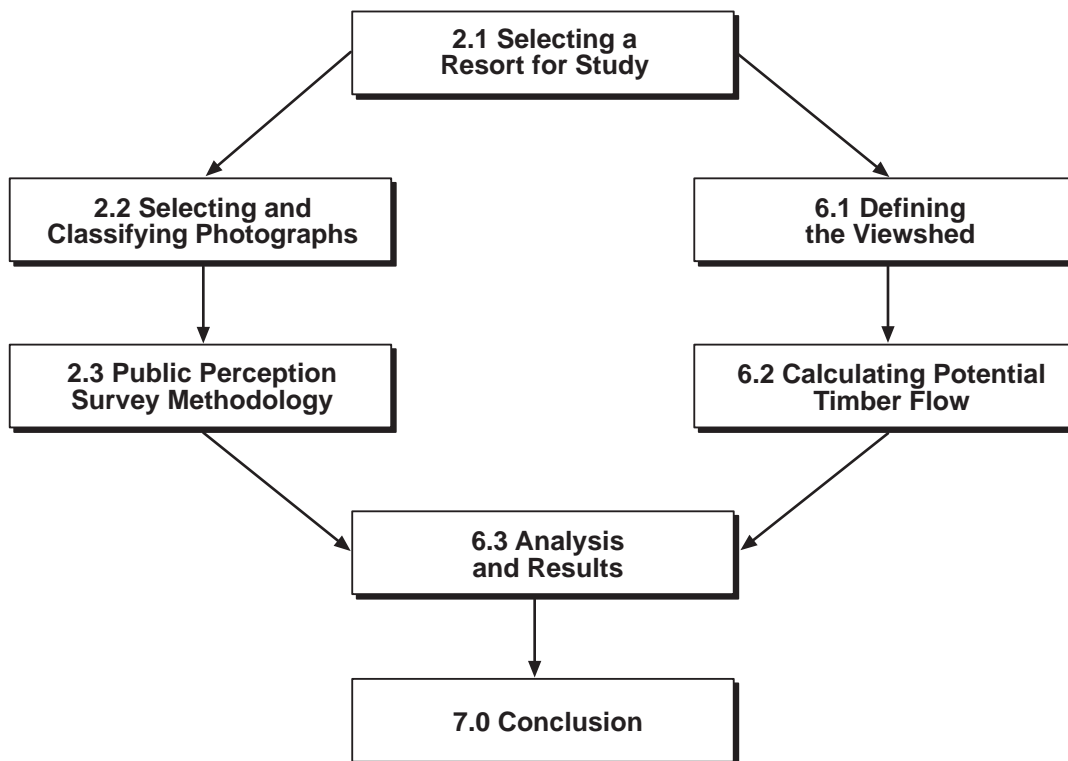 2.1 Selecting a
Resort for Study
2.2 Selecting and
Classifying Photographs
6.1 Defining
the Viewshed
2.3 Public Perception
Survey Methodology
6.2 Calculating Potential
Timber Flow
6.3 Analysis
and Results
7.0 Conclusion